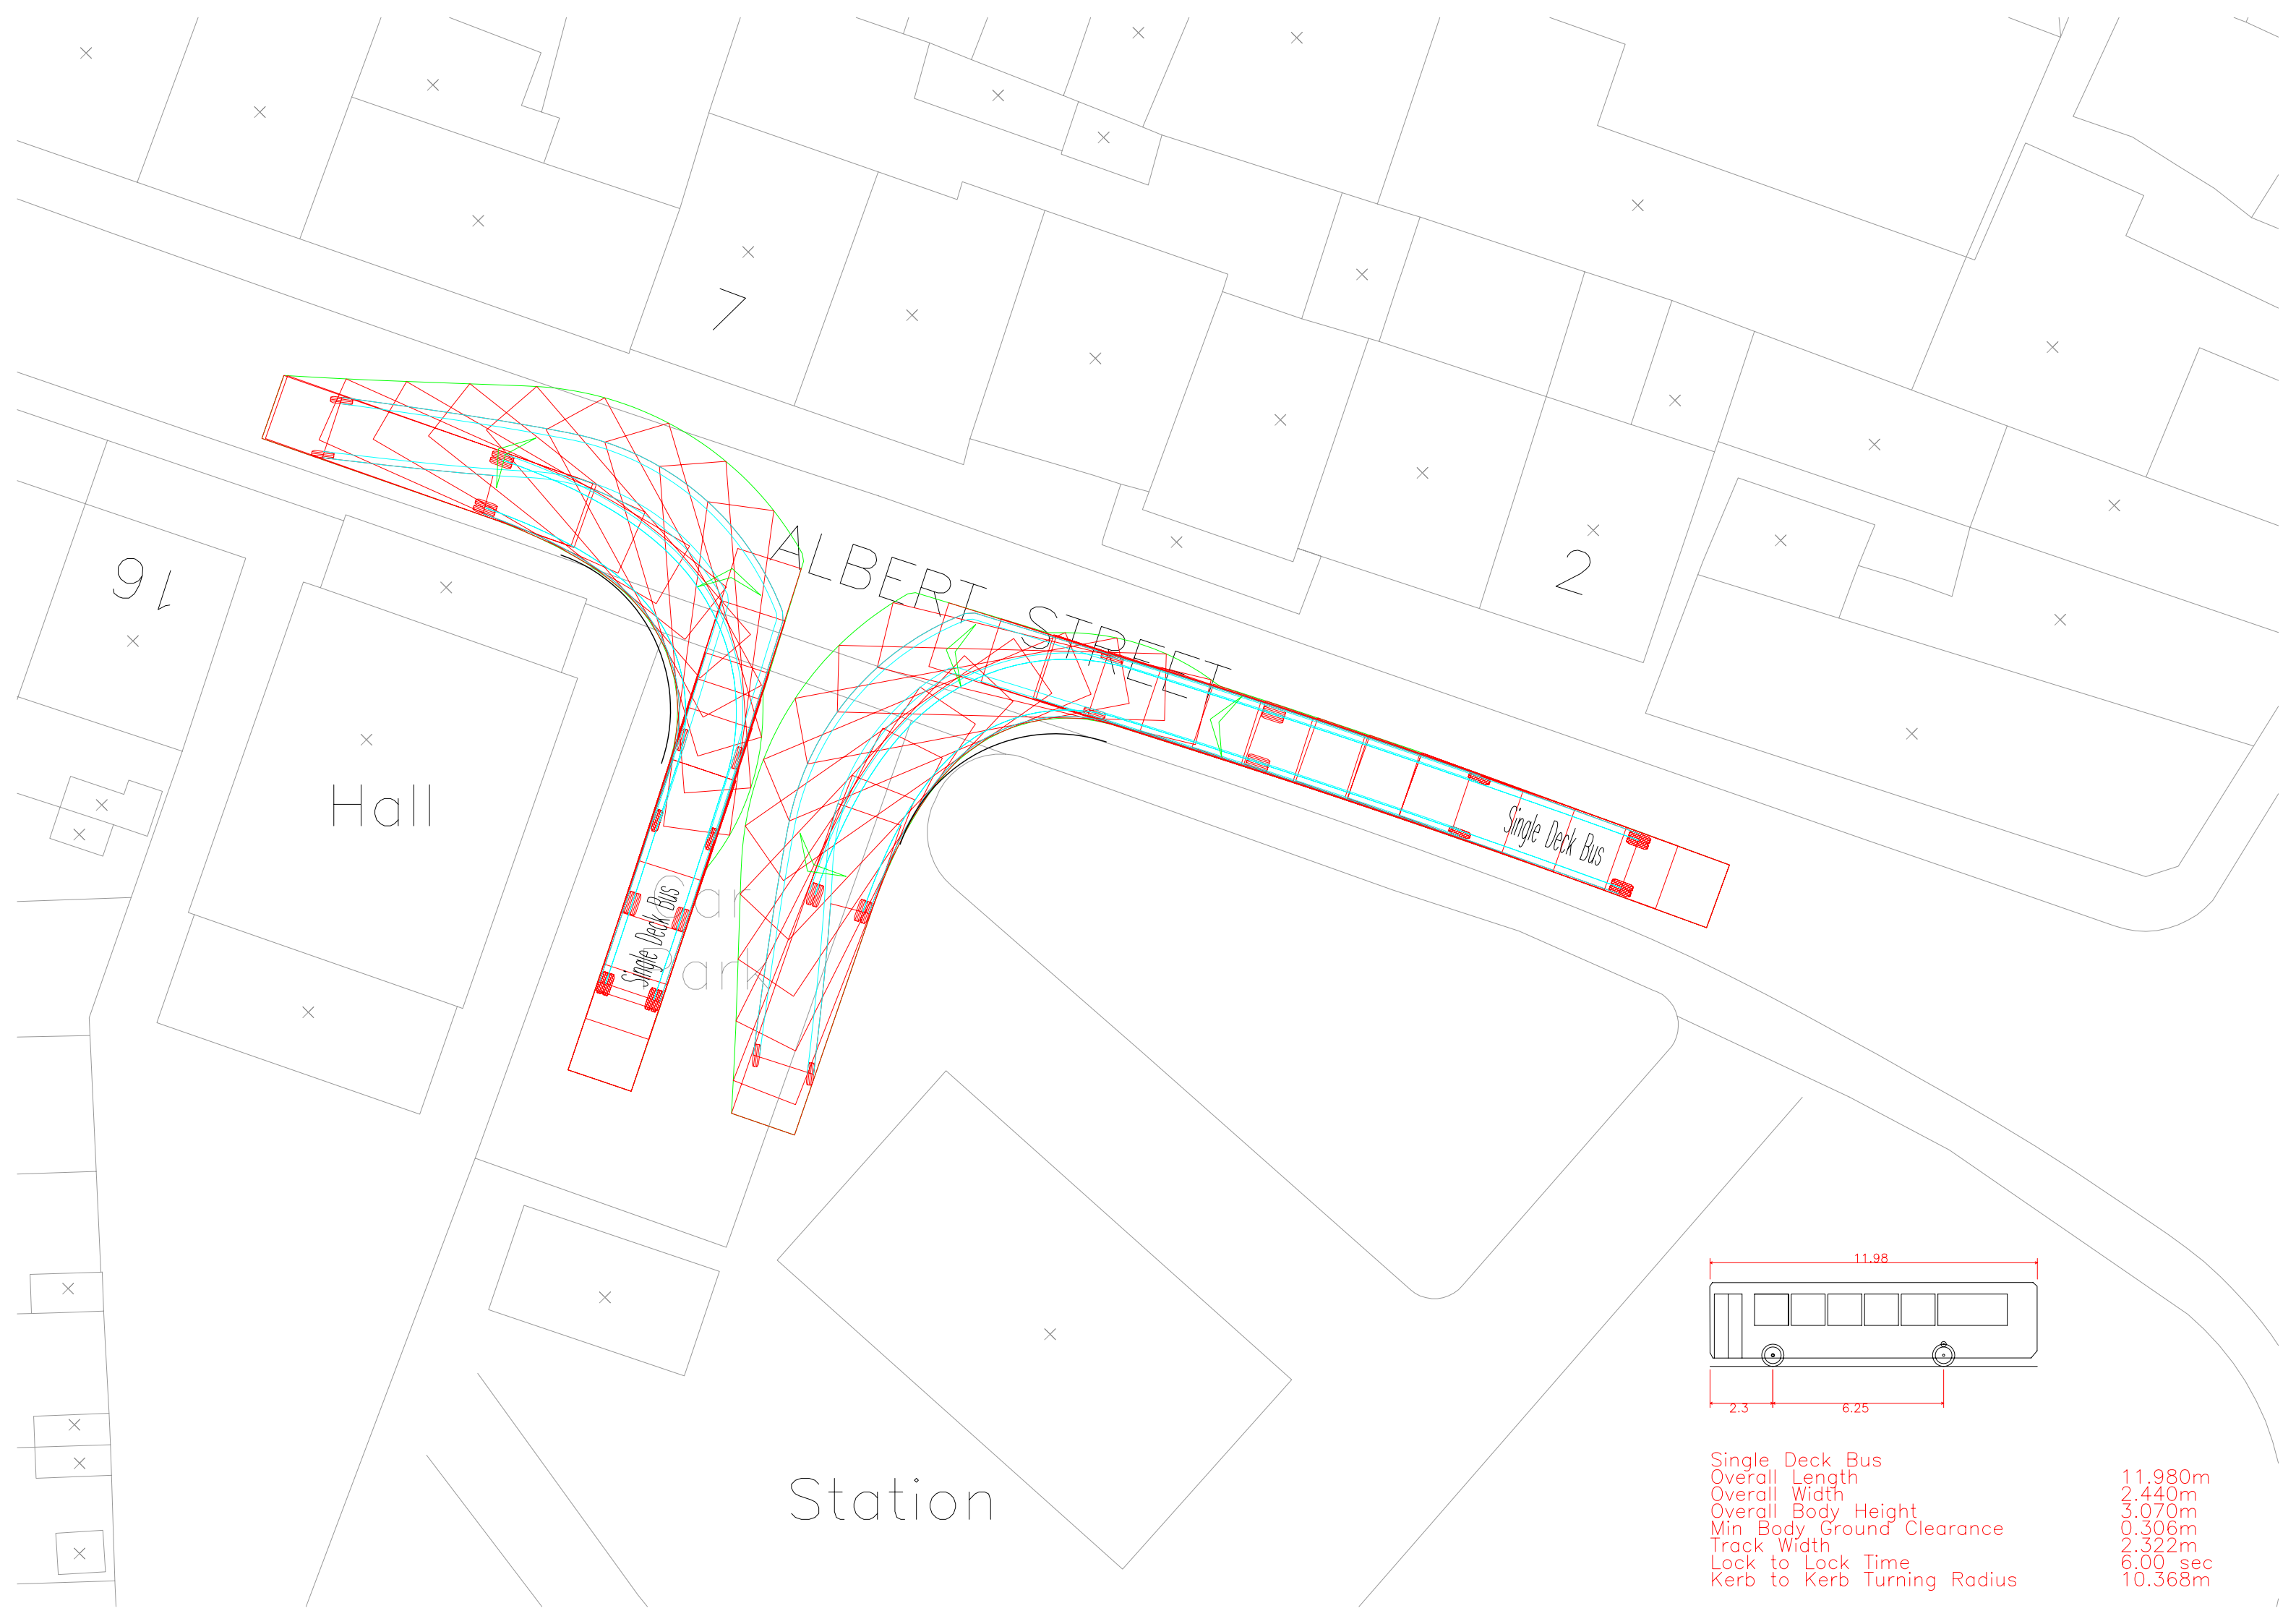 7
ALBERT STREET
2
16
Hall
Single Deck Bus
Single Deck Bus
Car
Park
Station
11.98
2.3
6.25
Single Deck Bus
Overall Length 11.980m
Overall Width 2.440m
Overall Body Height 3.070m
Min Body Ground Clearance 0.306m
Track Width 2.322m
Lock to Lock Time 6.00 sec
Kerb to Kerb Turning Radius 10.368m